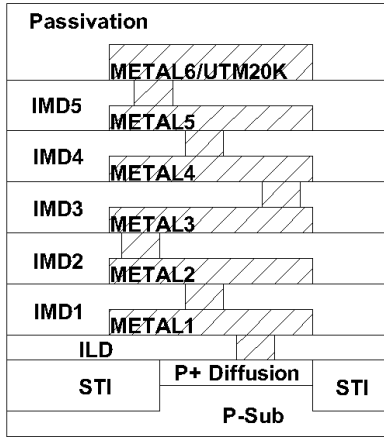 Passivation
METAL6/UTM20K
IMD5
METAL5
IMD4
METAL4
IMD3
METAL3
IMD2
METAL2
IMD1
METAL1
ILD
P+ Diffusion
STI
STI
P-Sub